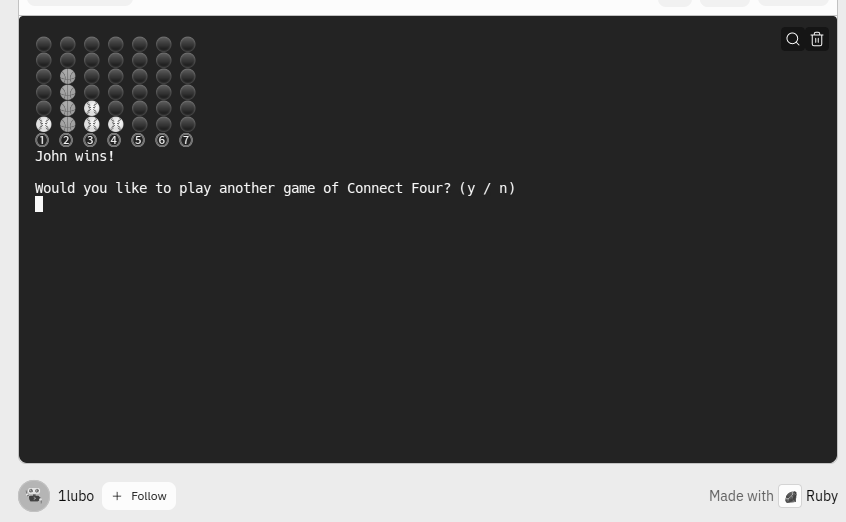 ① ② ③ ④ ⑤ ⑥ ⑦
John wins!
Would you like to play another game of Connect Four? (y / n)
1lubo
+ Follow
Made with Ruby